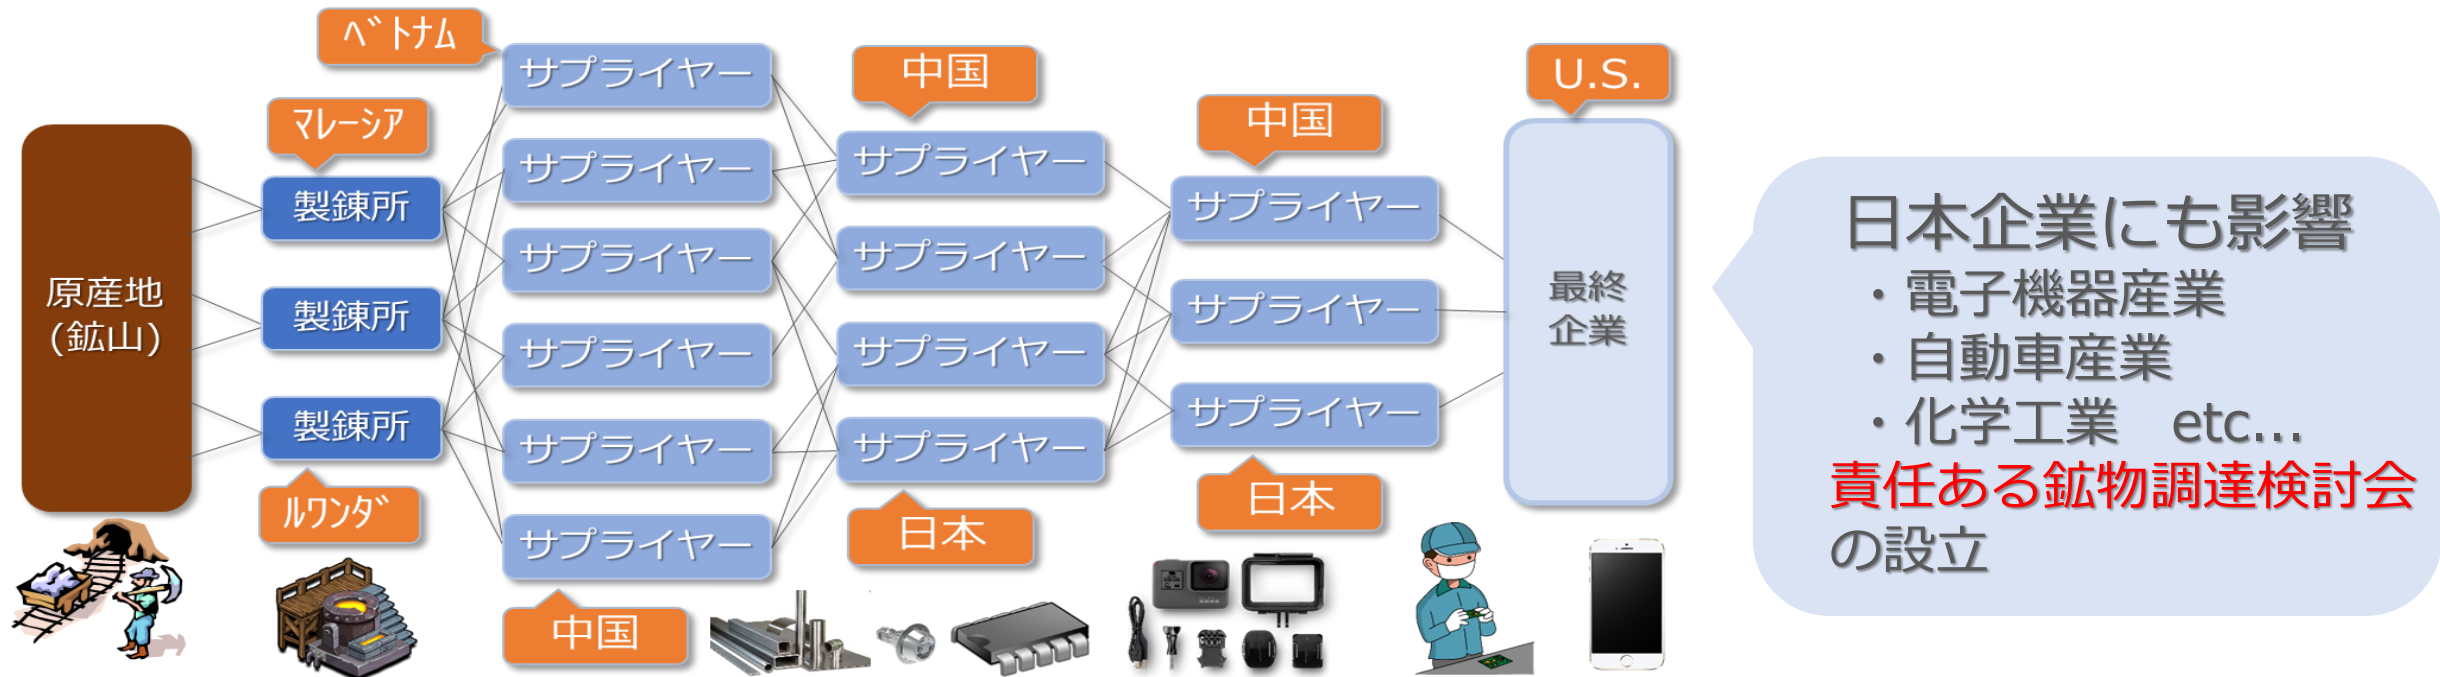 原産地
(鉱山)
マレーシア
製錬所
製錬所
製錬所
ルワンダ
ベトナム
サプライヤー
サプライヤー
サプライヤー
サプライヤー
サプライヤー
サプライヤー
中国
中国
サプライヤー
サプライヤー
サプライヤー
サプライヤー
日本
中国
サプライヤー
サプライヤー
サプライヤー
日本
U.S.
最終
企業
日本企業にも影響
・電子機器産業
・自動車産業
・化学工業　etc...
責任ある鉱物調達検討会
の設立